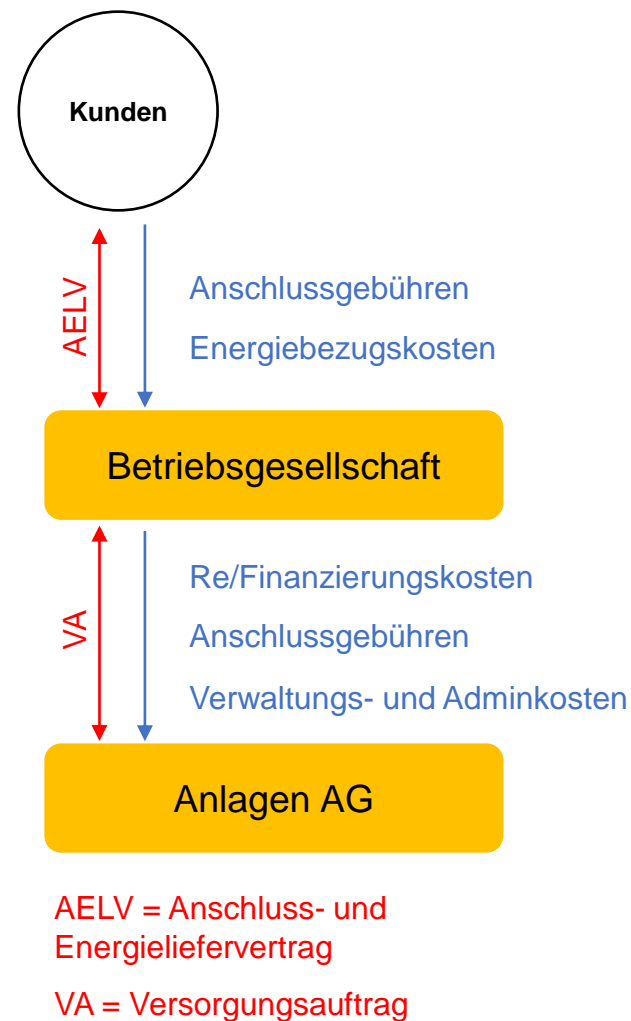 Kunden
AELV
Anschlussgebühren
Energiebezugskosten
Betriebsgesellschaft
VA
Re/Finanzierungskosten
Anschlussgebühren
Verwaltungs- und Adminkosten
Anlagen AG
AELV = Anschluss- und
Energieliefervertrag
VA = Versorgungsauftrag